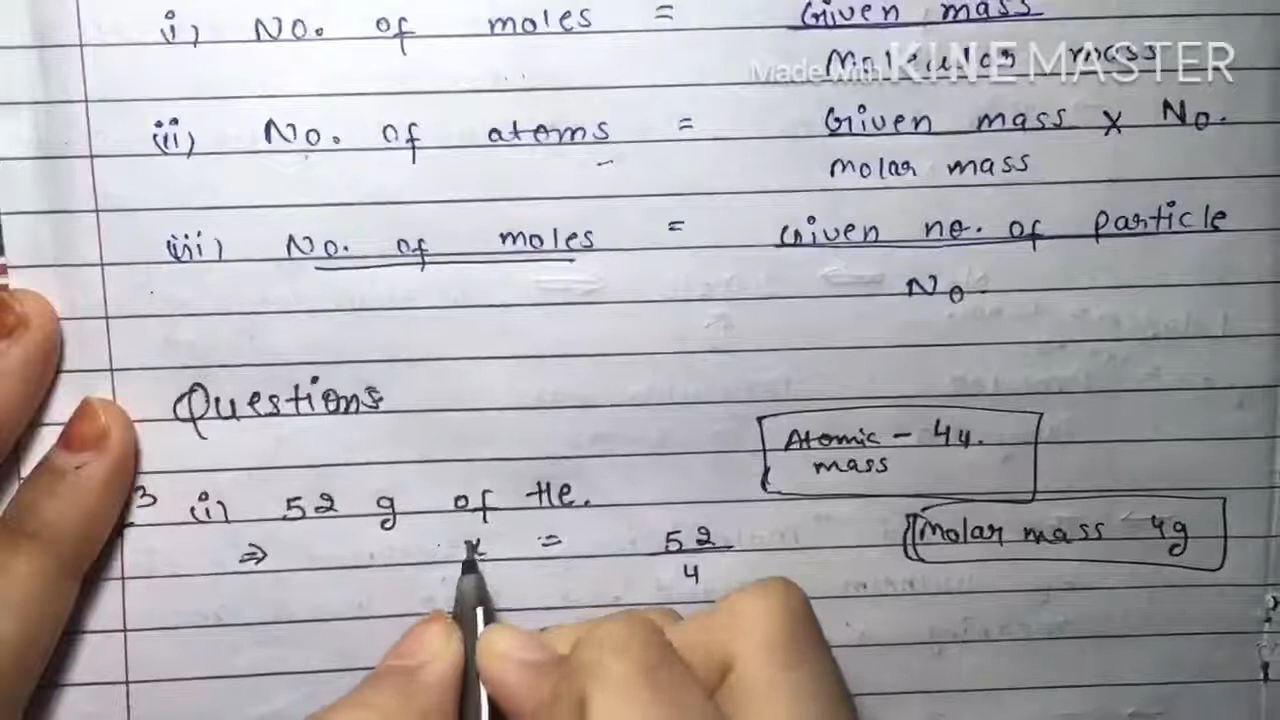 i) No. of moles = Given mass
Molecular mass
Made with KINEMASTER
(ii) No. of atoms = Given mass × No.
molar mass
(iii) No. of moles = Given no. of particle
No
Questions
Atomic - 4u.
mass
3 (i) 52 g of He.
Molar mass 4g
⇒ = 52
4